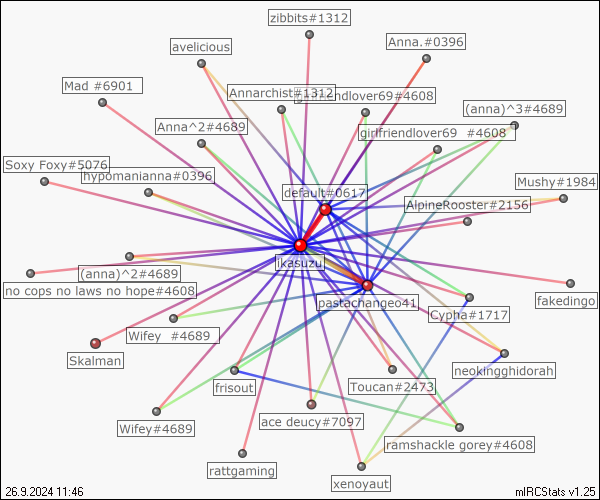 zibbits#1312
Anna.#0396
avelicious
Mad #6901
Annarchist#1312
girlfriendlover69#4608
(anna)^3#4689
Anna^2#4689
girlfriendlover69 #4608
Soxy Foxy#5076
hypomanianna#0396
default#0617
Mushy#1984
AlpineRooster#2156
ikasuzu
(anna)^2#4689
no cops no laws no hope#4608
pastachangeo41
fakedingo
Cypha#1717
Wifey #4689
Skalman
neokingghidorah
frisout
Toucan#2473
ace deucy#7097
Wifey#4689
ramshackle gorey#4608
rattgaming
xenoyaut
26.9.2024 11:46
mIRCStats v1.25